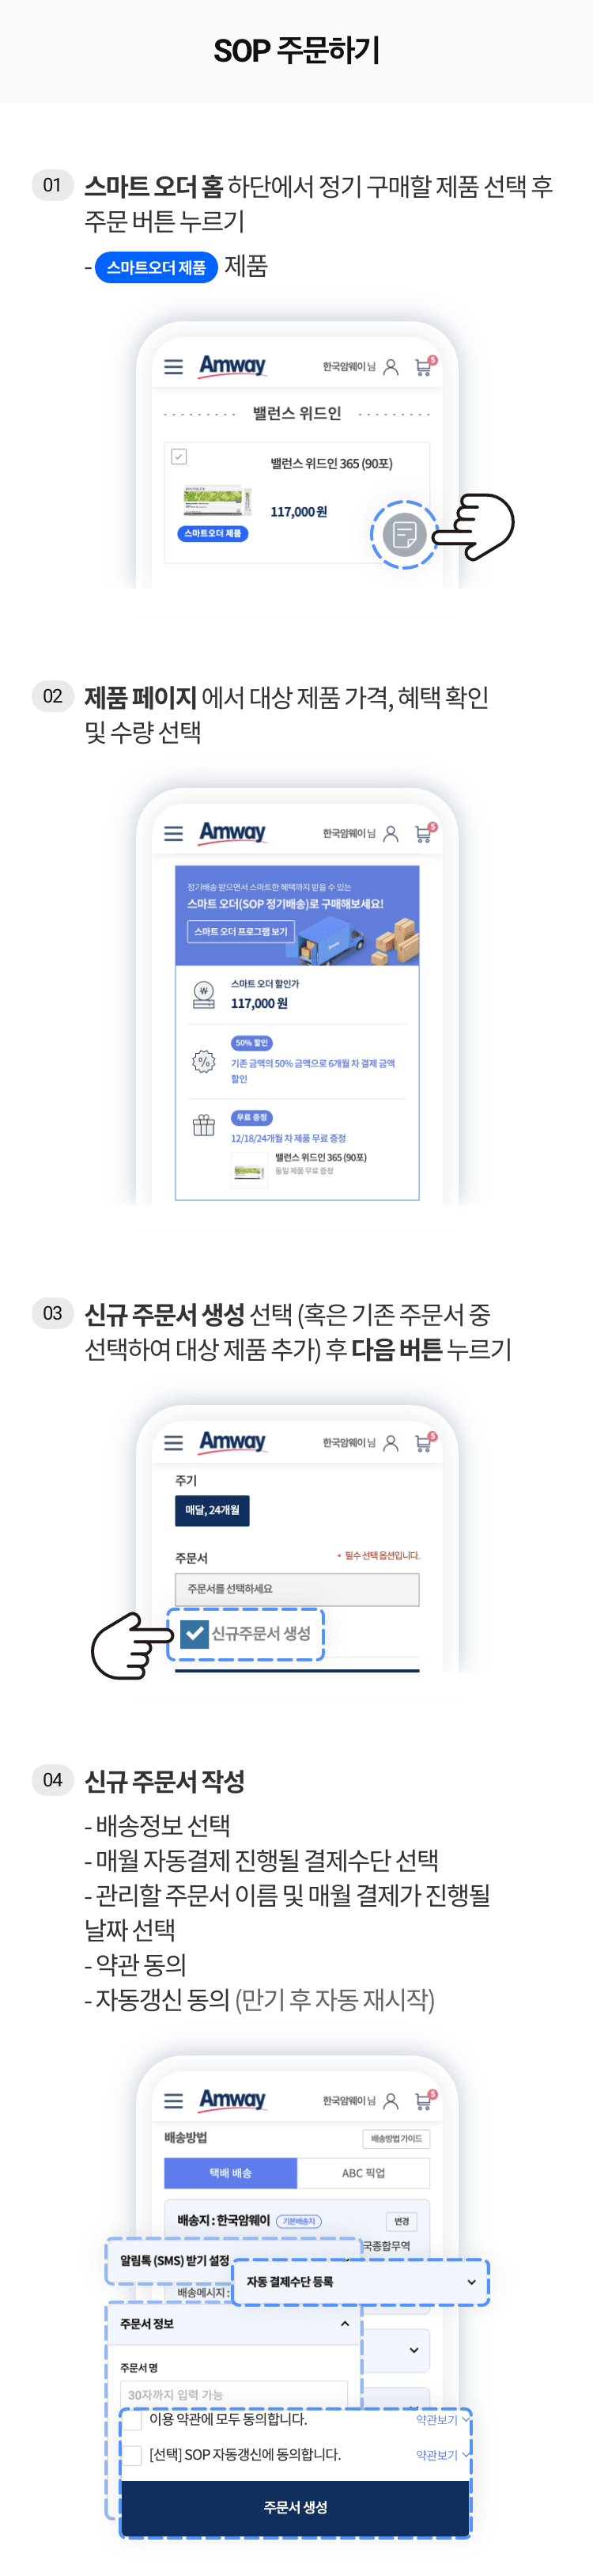 SOP 주문하기
01
스마트 오더 홈 하단에서 정기 구매할 제품 선택 후
주문 버튼 누르기
- 스마트오더 제품 제품
Amway 한국암웨이 님 5
밸런스 위드인
밸런스 위드인 365 (90포)
117,000 원
스마트오더 제품
02
제품 페이지 에서 대상 제품 가격, 혜택 확인
및 수량 선택
Amway 한국암웨이 님 5
정기배송 받으면서 스마트한 혜택까지 받을 수 있는
스마트 오더(SOP 정기배송)로 구매해보세요!
스마트 오더 프로그램 보기
스마트 오더 할인가
117,000 원
50% 할인
기존 금액의 50% 금액으로 6개월 차 결제 금액
할인
무료 증정
12/18/24개월 차 제품 무료 증정
밸런스 위드인 365 (90포)
동일 제품 무료 증정
03
신규 주문서 생성 선택 (혹은 기존 주문서 중
선택하여 대상 제품 추가) 후 다음 버튼 누르기
Amway 한국암웨이 님 5
주기
매달, 24개월
주문서 • 필수 선택 옵션입니다.
주문서를 선택하세요
신규주문서 생성
04
신규 주문서 작성
- 배송정보 선택
- 매월 자동결제 진행될 결제수단 선택
- 관리할 주문서 이름 및 매월 결제가 진행될
날짜 선택
- 약관 동의
- 자동갱신 동의 (만기 후 자동 재시작)
Amway 한국암웨이 님 5
배송방법 배송방법 가이드
택배 배송 ABC 픽업
배송지 : 한국암웨이 기본배송지 변경
국종합무역
알림톡 (SMS) 받기 설정
자동 결제수단 등록
배송메시지 :
주문서 정보
주문서 명
30자까지 입력 가능
이용 약관에 모두 동의합니다. 약관보기
[선택] SOP 자동갱신에 동의합니다. 약관보기
주문서 생성